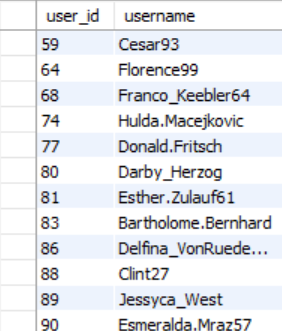 user_id username
59 Cesar93
64 Florence99
68 Franco_Keebler64
74 Hulda.Macejkovic
77 Donald.Fritsch
80 Darby_Herzog
81 Esther.Zulauf61
83 Bartholome.Bernhard
86 Delfina_VonRuede...
88 Clint27
89 Jessyca_West
90 Esmeralda.Mraz57